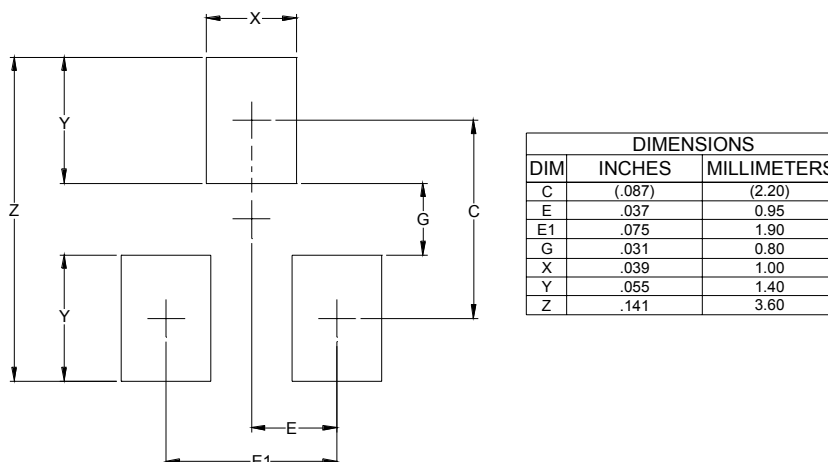 X
Y
Z
G
C
Y
E
E1
DIMENSIONS
DIM INCHES MILLIMETERS
C (.087) (2.20)
E .037 0.95
E1 .075 1.90
G .031 0.80
X .039 1.00
Y .055 1.40
Z .141 3.60